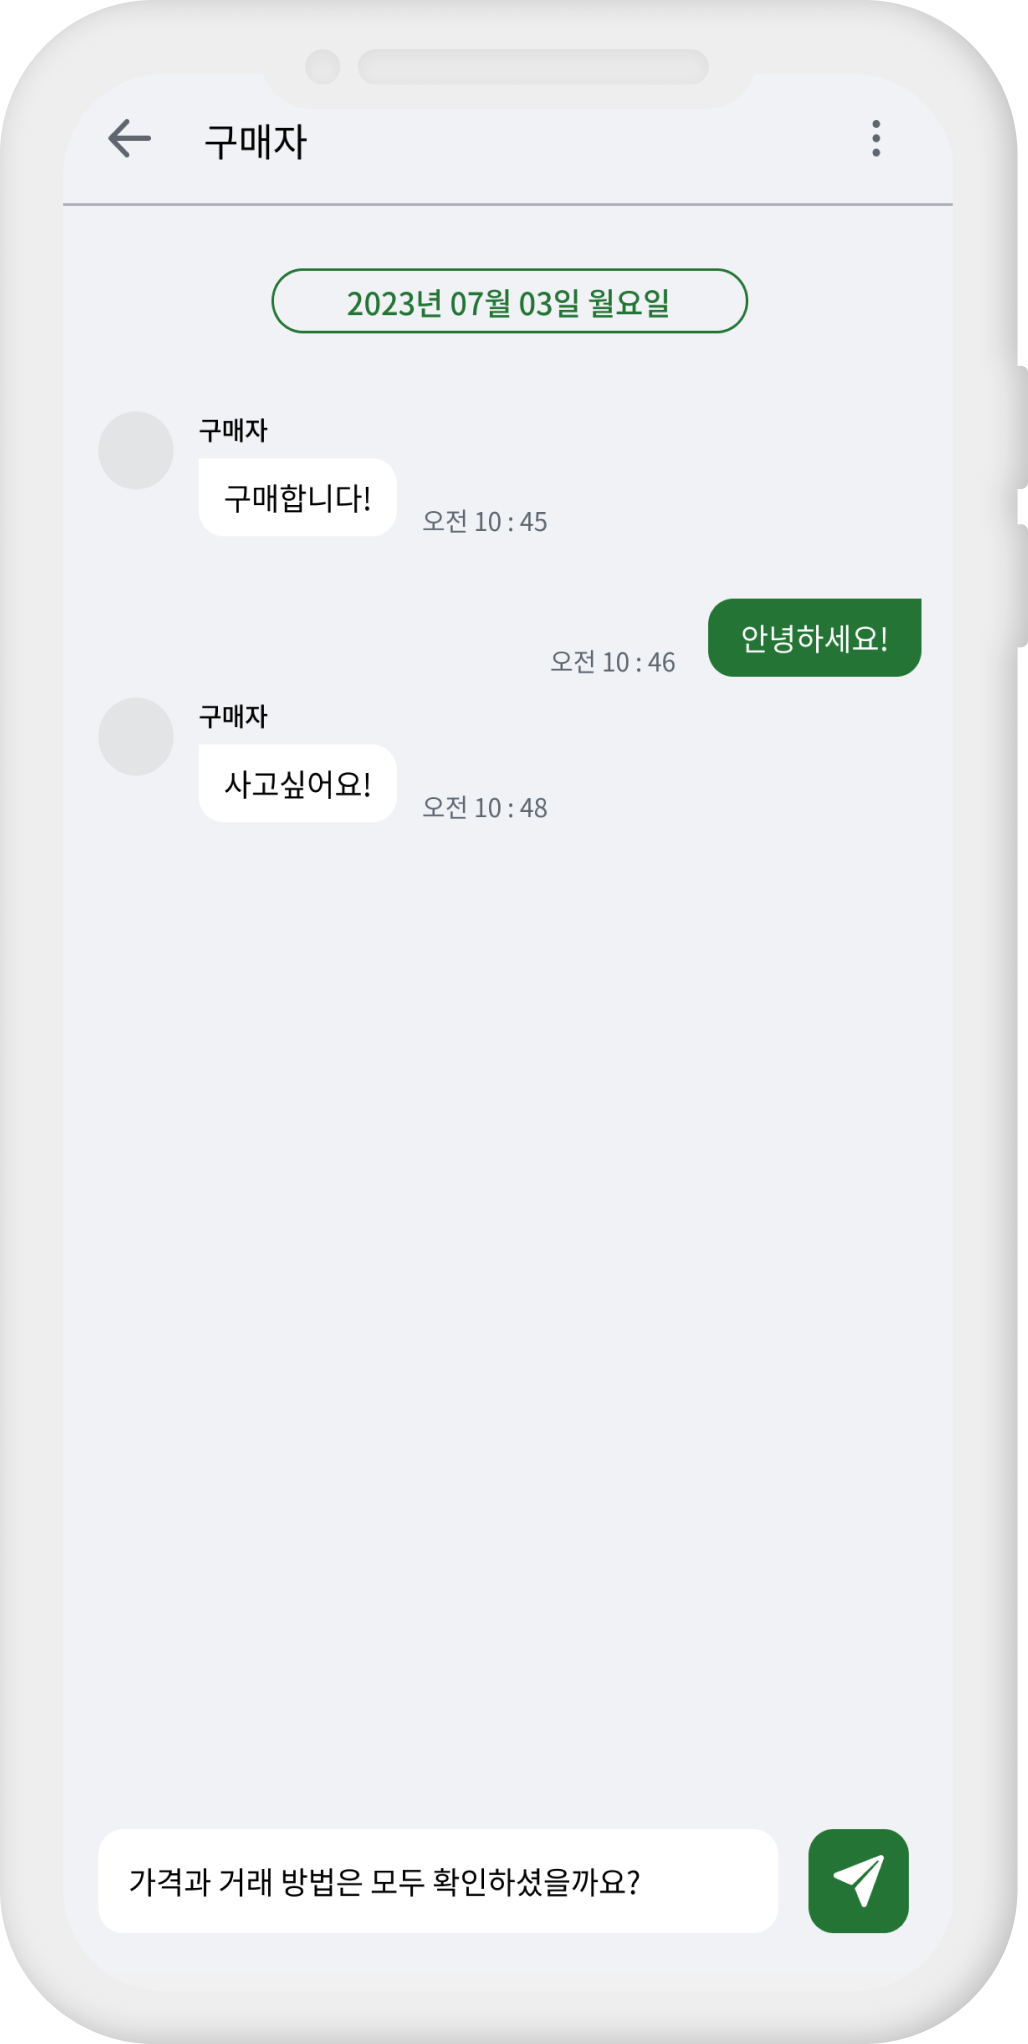 구매자
2023년 07월 03일 월요일
구매자
구매합니다!
오전 10 : 45
안녕하세요!
오전 10 : 46
구매자
사고싶어요!
오전 10 : 48
가격과 거래 방법은 모두 확인하셨을까요?